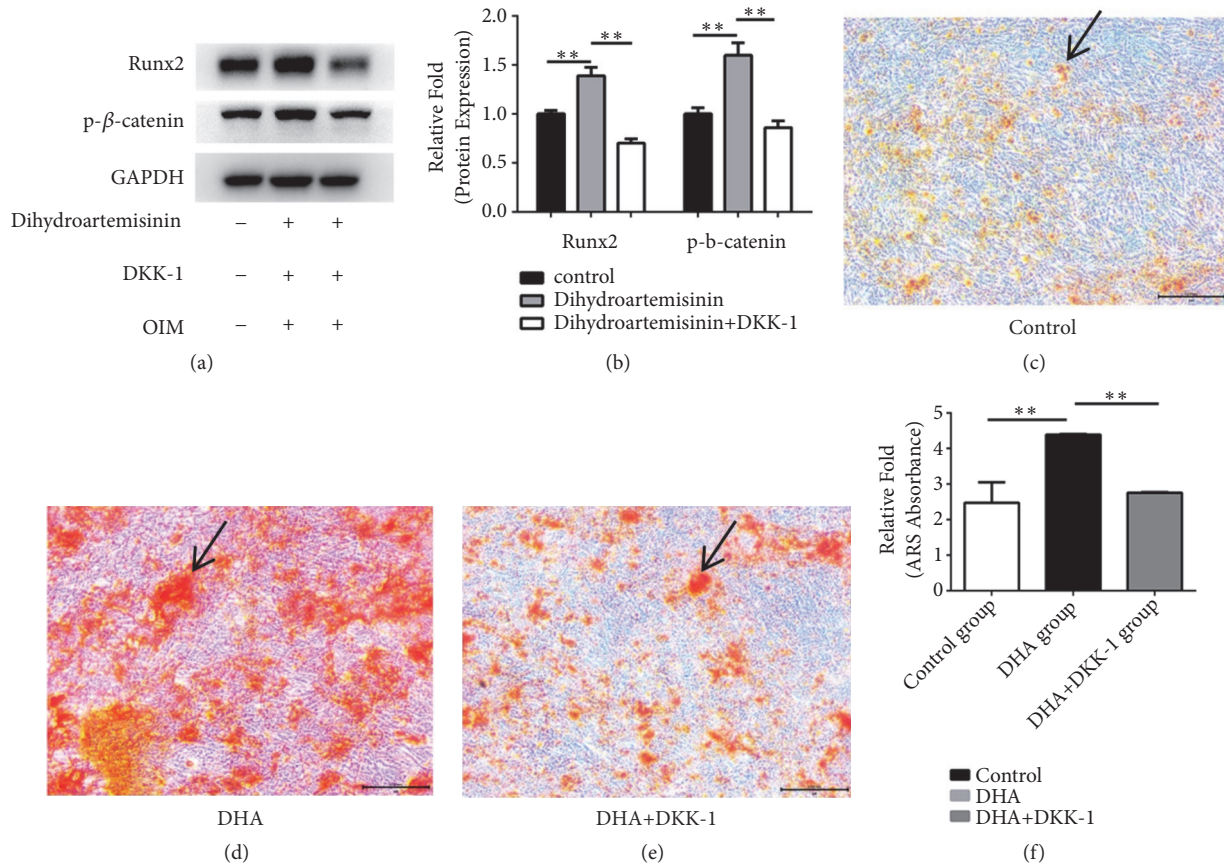 Runx2
p-β-catenin
GAPDH
Dihydroartemisinin − + +
DKK-1 − + +
OIM − + +
(a)
Relative Fold
(Protein Expression)
2.0
1.5
1.0
0.5
0.0
** ** ** **
Runx2 p-b-catenin
control
Dihydroartemisinin
Dihydroartemisinin+DKK-1
(b)
Control
(c)
DHA
(d)
DHA+DKK-1
(e)
Relative Fold
(ARS Absorbance)
5
4
3
2
1
0
** **
Control group
DHA group
DHA+DKK-1 group
Control
DHA
DHA+DKK-1
(f)